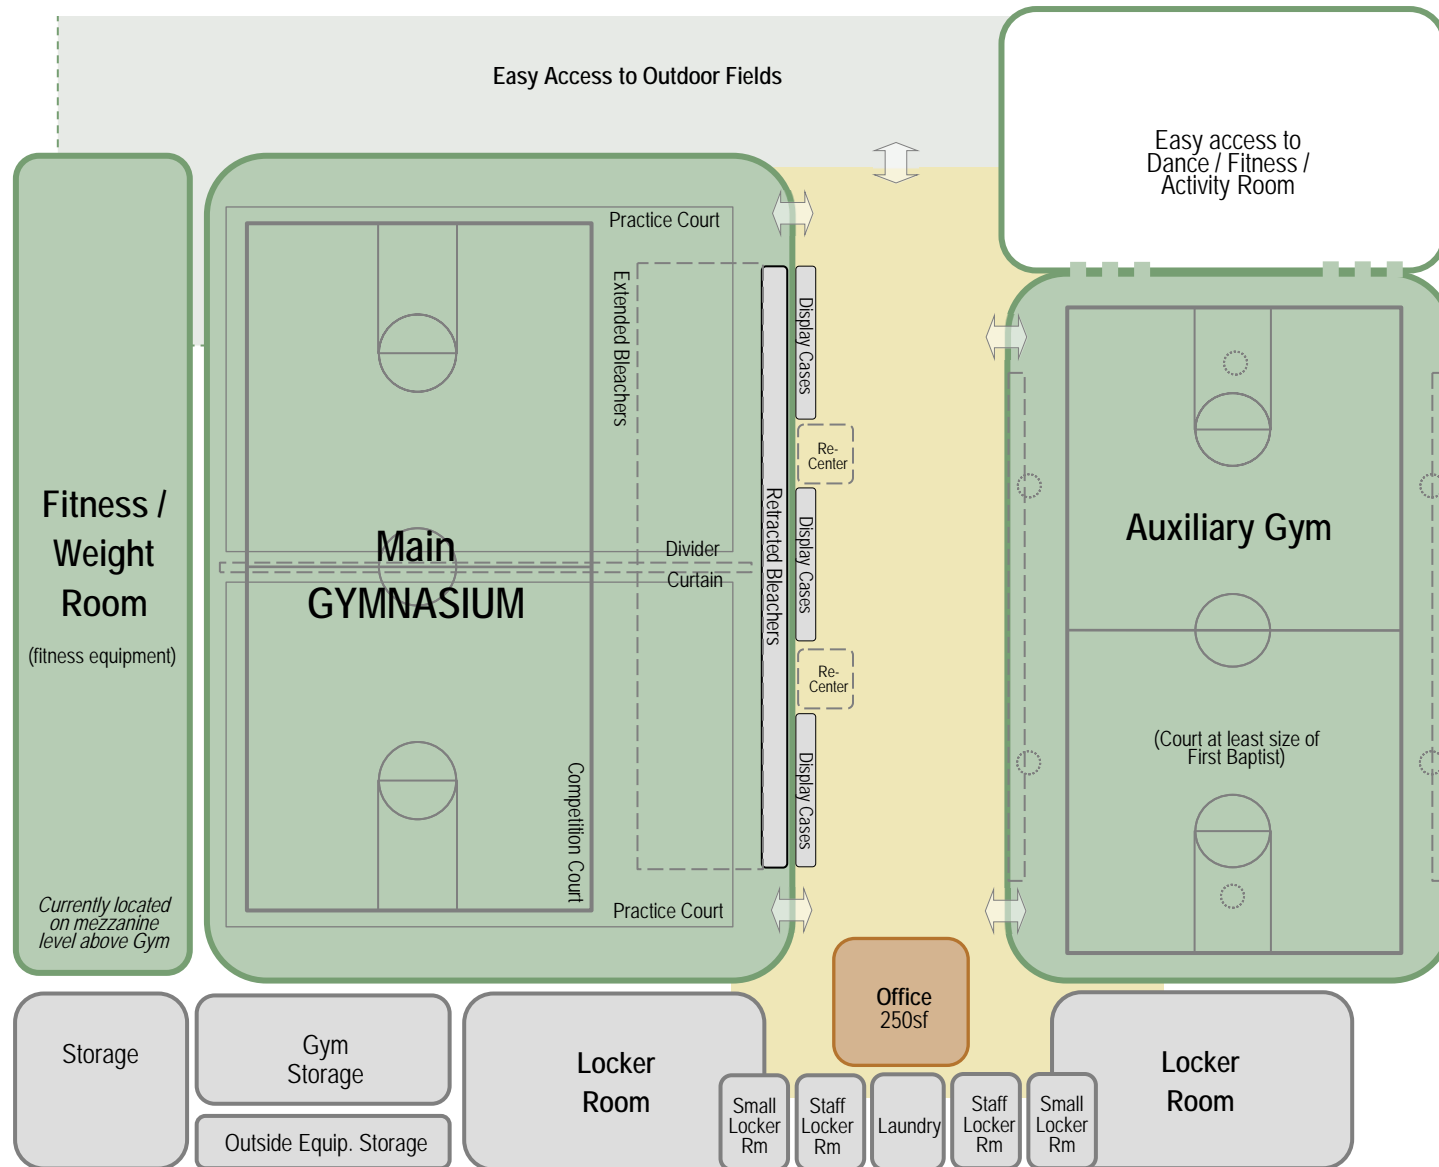 Easy Access to Outdoor Fields
Easy access to
Dance / Fitness /
Activity Room
Practice Court
Extended Bleachers
Display Cases
Re-
Center
Fitness /
Weight
Room
(fitness equipment)
Currently located
on mezzanine
level above Gym
Main
GYMNASIUM
Divider
Curtain
Retracted Bleachers
Display Cases
Re-
Center
Display Cases
Competition Court
Practice Court
Auxiliary Gym
(Court at least size of
First Baptist)
Office
250sf
Storage
Gym
Storage
Outside Equip. Storage
Locker
Room
Small
Locker
Rm
Staff
Locker
Rm
Laundry
Staff
Locker
Rm
Small
Locker
Rm
Locker
Room